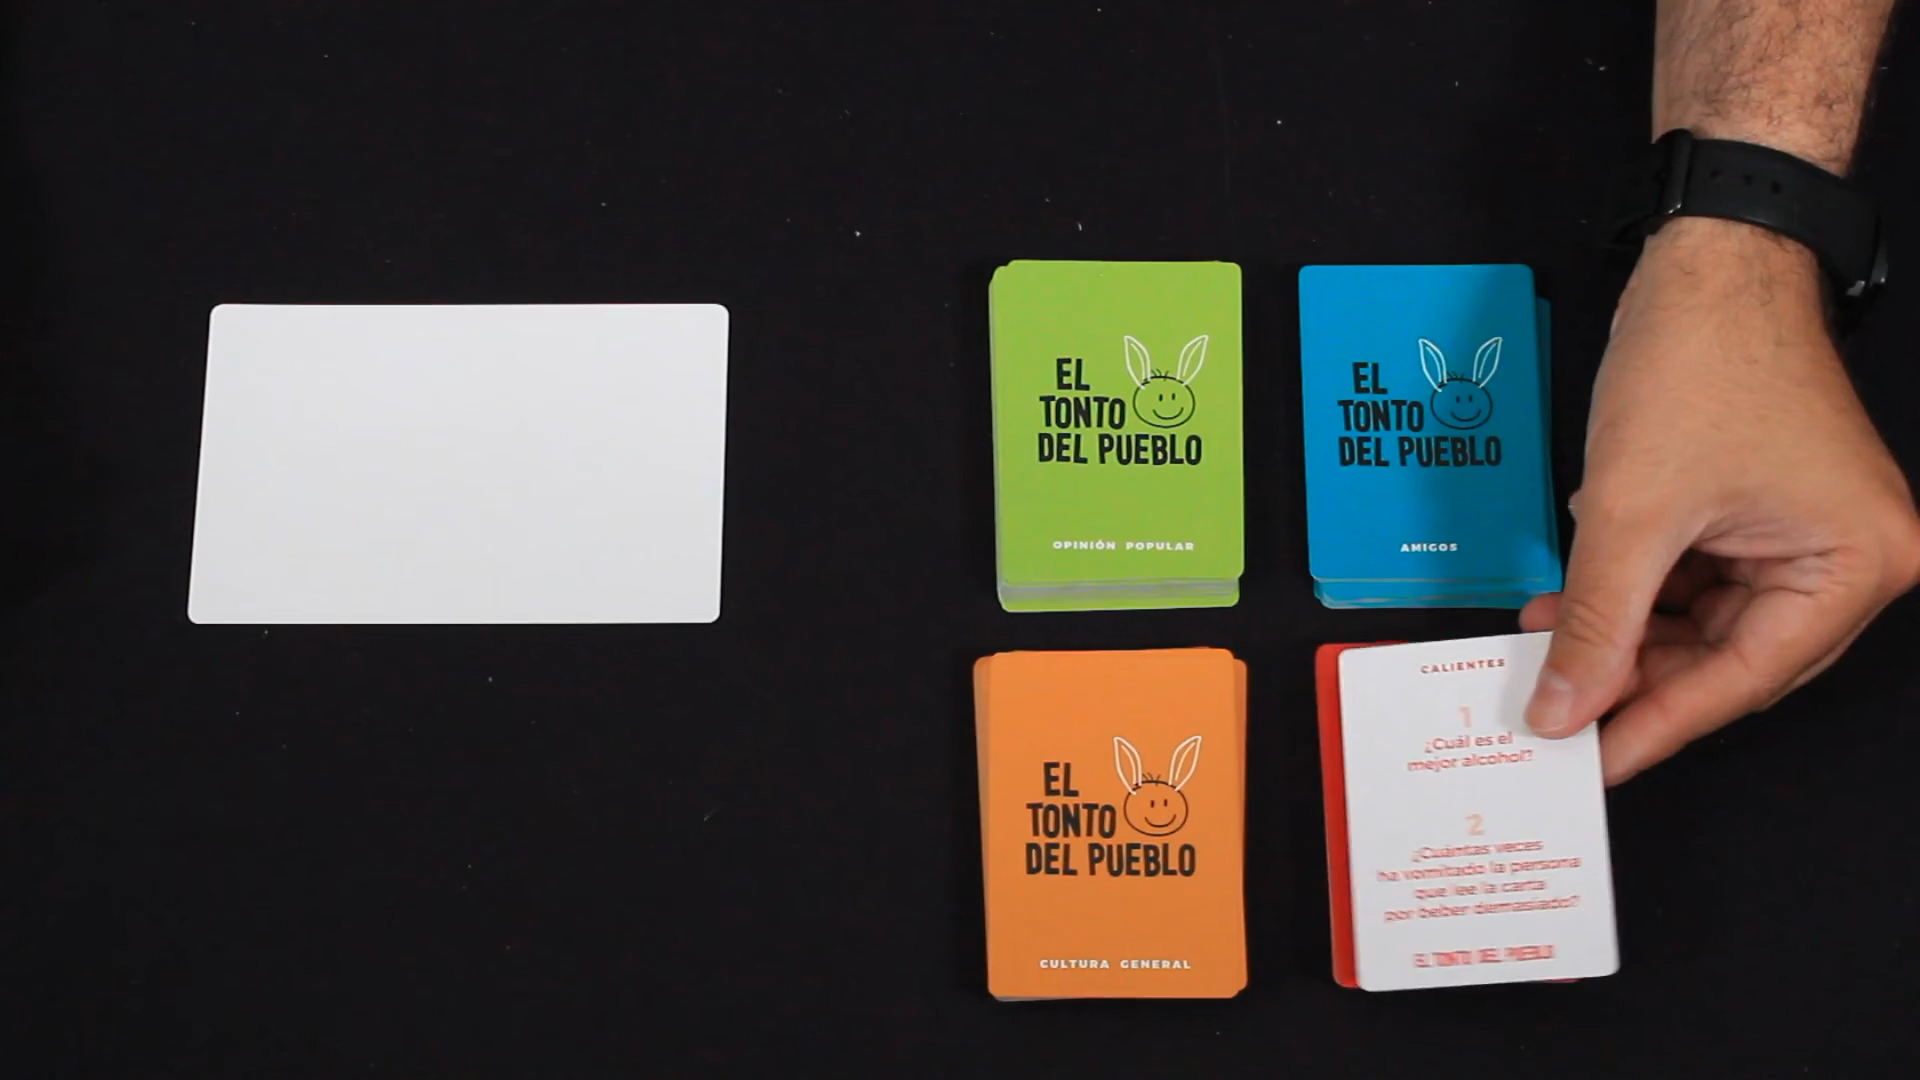 EL
TONTO
DEL PUEBLO
OPINIÓN POPULAR
EL
TONTO
DEL PUEBLO
AMIGOS
EL
TONTO
DEL PUEBLO
CULTURA GENERAL
CALIENTES
1
¿Cuál es el
mejor alcohol?
2
¿Cuántas veces
ha vomitado la persona
que lee la carta
por beber demasiado?
EL TONTO DEL PUEBLO